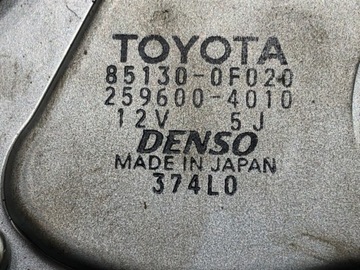 TOYOTA
85130-0F020
259600-4010
12V 5J
DENSO
MADE IN JAPAN
374L0